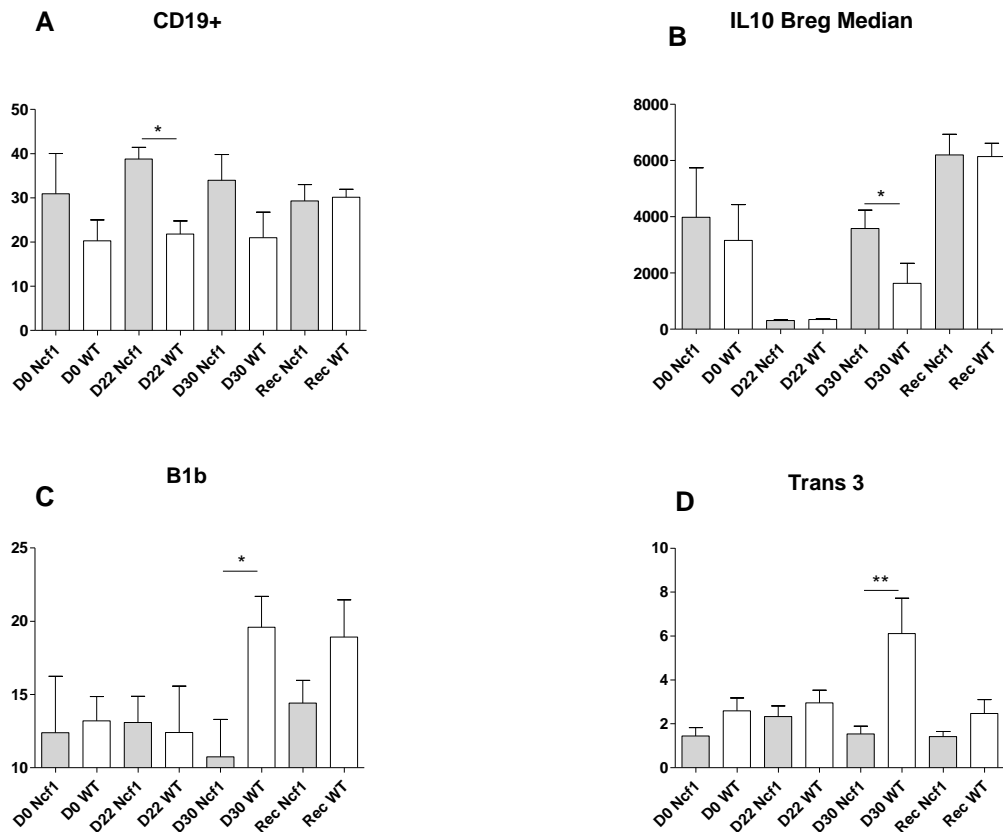 A
CD19+
50
40
30
20
10
0
*
D0 Ncf1
D0 WT
D22 Ncf1
D22 WT
D30 Ncf1
D30 WT
Rec Ncf1
Rec WT
B
IL10 Breg Median
8000
6000
4000
2000
0
*
D0 Ncf1
D0 WT
D22 Ncf1
D22 WT
D30 Ncf1
D30 WT
Rec Ncf1
Rec WT
C
B1b
25
20
15
10
*
D0 Ncf1
D0 WT
D22 Ncf1
D22 WT
D30 Ncf1
D30 WT
Rec Ncf1
Rec WT
D
Trans 3
10
8
6
4
2
0
**
D0 Ncf1
D0 WT
D22 Ncf1
D22 WT
D30 Ncf1
D30 WT
Rec Ncf1
Rec WT